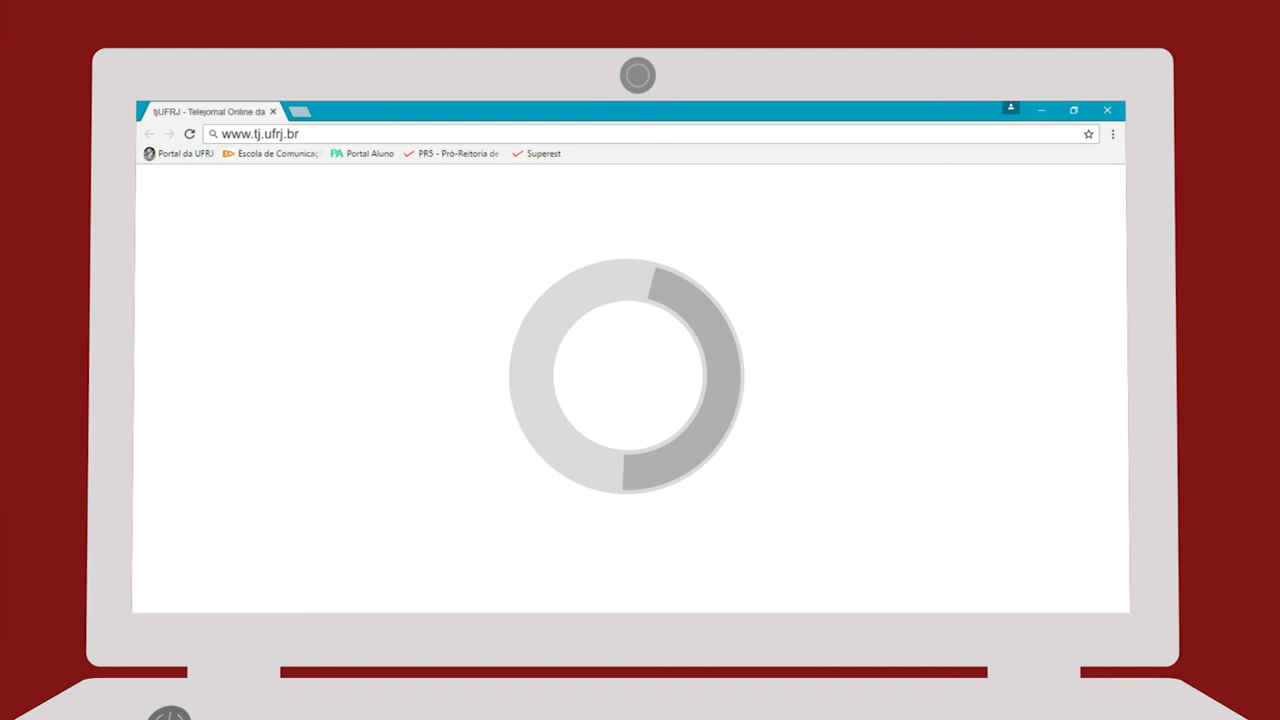 tjUFRJ - Telejornal Online da
www.tj.ufrj.br
Portal da UFRJ Escola de Comunicaç PA Portal Aluno PR5 - Pró-Reitoria de Superest